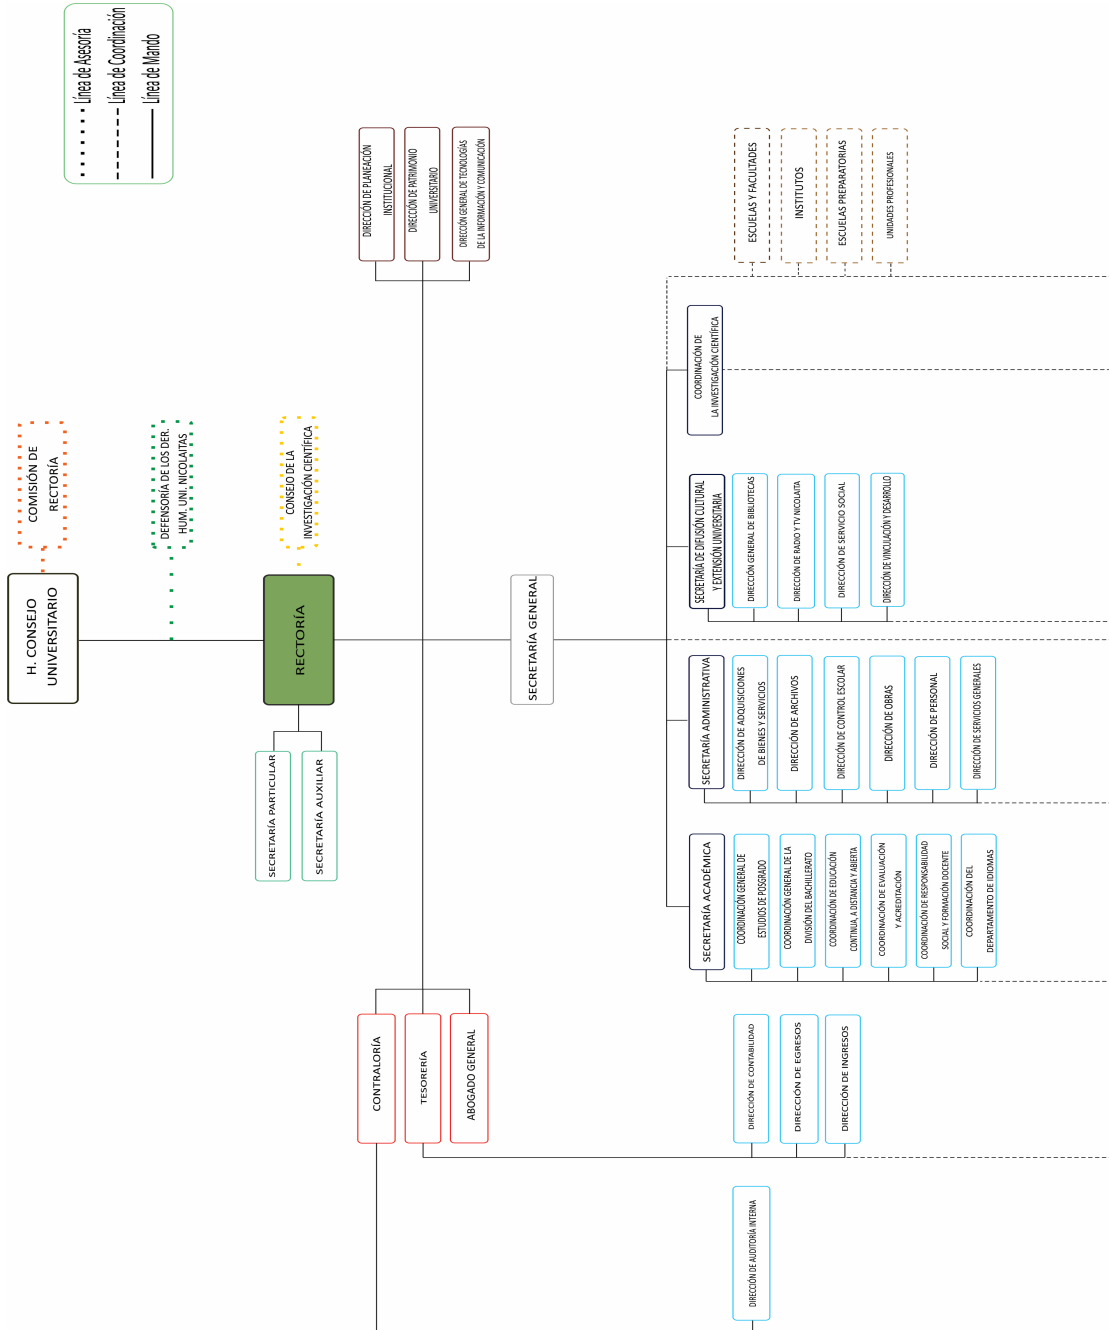 H. CONSEJO
UNIVERSITARIO
COMISIÓN DE
RECTORÍA
DEFENSORÍA DE LOS DER.
HUM. UNI. NICOLAITAS
CONSEJO DE LA
INVESTIGACIÓN CIENTÍFICA
RECTORÍA
SECRETARÍA PARTICULAR
SECRETARÍA AUXILIAR
Línea de Asesoría
Línea de Coordinación
Línea de Mando
CONTRALORÍA
TESORERÍA
ABOGADO GENERAL
DIRECCIÓN DE PLANEACIÓN
INSTITUCIONAL
DIRECCIÓN DE PATRIMONIO
UNIVERSITARIO
DIRECCIÓN GENERAL DE TECNOLOGÍAS
DE LA INFORMACIÓN Y COMUNICACIÓN
SECRETARÍA GENERAL
DIRECCIÓN DE AUDITORÍA INTERNA
DIRECCIÓN DE CONTABILIDAD
DIRECCIÓN DE EGRESOS
DIRECCIÓN DE INGRESOS
SECRETARÍA ACADÉMICA
COORDINACIÓN GENERAL DE
ESTUDIOS DE POSGRADO
COORDINACIÓN GENERAL DE LA
DIVISIÓN DEL BACHILLERATO
COORDINACIÓN DE EDUCACIÓN
CONTINUA, A DISTANCIA Y ABIERTA
COORDINACIÓN DE EVALUACIÓN
Y ACREDITACIÓN
COORDINACIÓN DE RESPONSABILIDAD
SOCIAL Y FORMACIÓN DOCENTE
COORDINACIÓN DEL
DEPARTAMENTO DE IDIOMAS
SECRETARÍA ADMINISTRATIVA
DIRECCIÓN DE ADQUISICIONES
DE BIENES Y SERVICIOS
DIRECCIÓN DE ARCHIVOS
DIRECCIÓN DE CONTROL ESCOLAR
DIRECCIÓN DE OBRAS
DIRECCIÓN DE PERSONAL
DIRECCIÓN DE SERVICIOS GENERALES
SECRETARÍA DE DIFUSIÓN CULTURAL
Y EXTENSIÓN UNIVERSITARIA
DIRECCIÓN GENERAL DE BIBLIOTECAS
DIRECCIÓN DE RADIO Y TV NICOLAITA
DIRECCIÓN DE SERVICIO SOCIAL
DIRECCIÓN DE VINCULACIÓN Y DESARROLLO
COORDINACIÓN DE
LA INVESTIGACIÓN CIENTÍFICA
ESCUELAS Y FACULTADES
INSTITUTOS
ESCUELAS PREPARATORIAS
UNIDADES PROFESIONALES